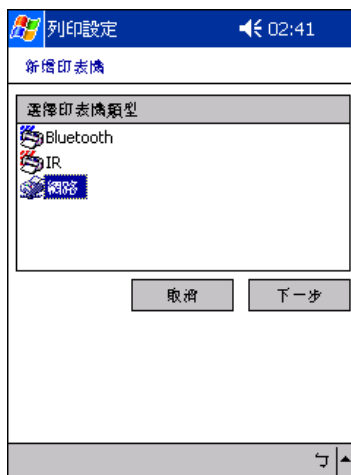 列印設定 02:41
新增印表機
選擇印表機類型
Bluetooth
IR
網路
取消 下一步
ㄅ